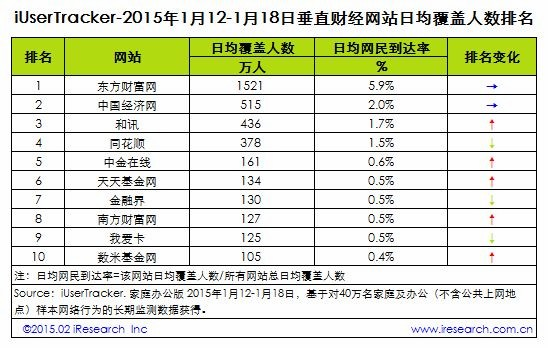 iUserTracker-2015年1月12-1月18日垂直财经网站日均覆盖人数排名
排名 网站 日均覆盖人数 日均网民到达率 排名变化
万人 %
1 东方财富网 1521 5.9% →
2 中国经济网 515 2.0% →
3 和讯 436 1.7% ↑
4 同花顺 378 1.5% ↓
5 中金在线 161 0.6% ↑
6 天天基金网 134 0.5% ↑
7 金融界 130 0.5% ↓
8 南方财富网 127 0.5% ↑
9 我爱卡 125 0.5% ↓
10 数米基金网 105 0.4% ↑
注：日均网民到达率=该网站日均覆盖人数/所有网站总日均覆盖人数
Source：iUserTracker. 家庭办公版 2015年1月12-1月18日，基于对40万名家庭及办公（不含公共上网地
点）样本网络行为的长期监测数据获得。
©2015.02 iResearch Inc www.iresearch.com.cn